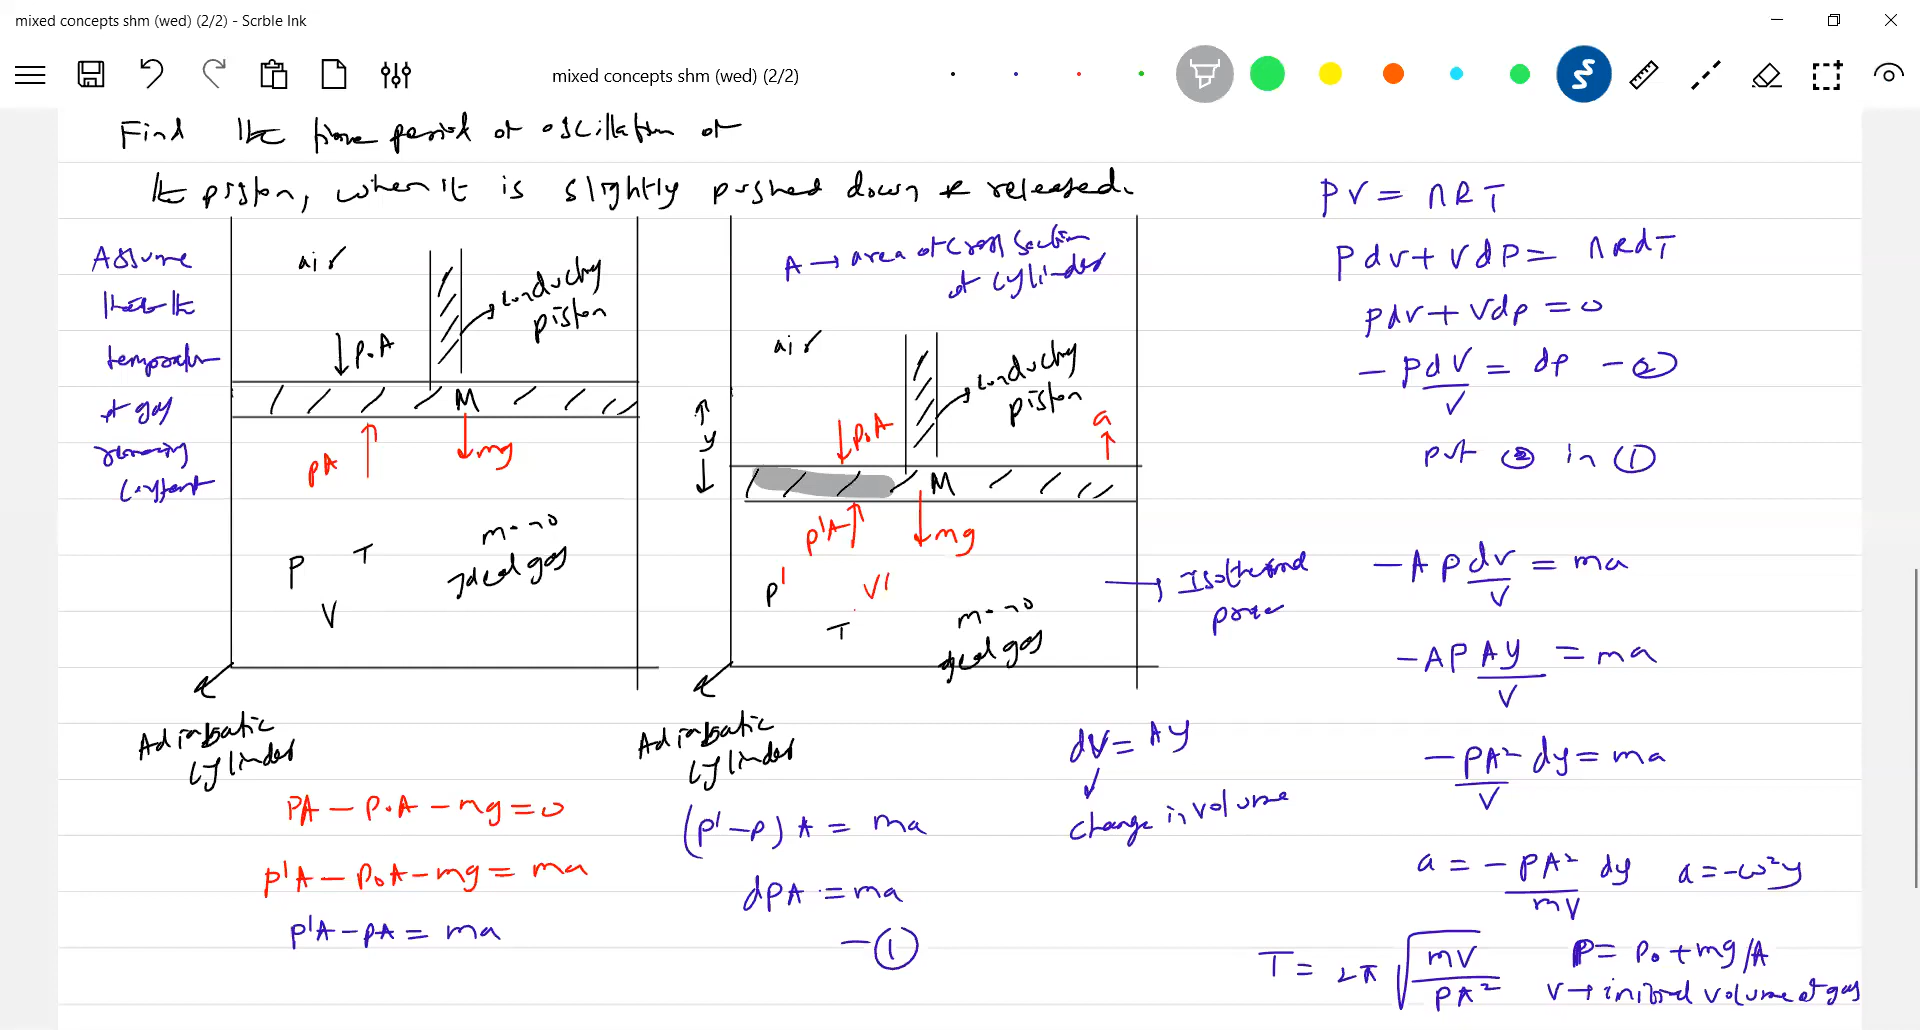 mixed concepts shm (wed) (2/2) - Scrble Ink
mixed concepts shm (wed) (2/2)
Find the time period of oscillation of
the piston, when it is slightly pushed down & released.
Assume
that the
temperature
of gas
remaining
constant
air
conducting
piston
P₀A
M
PA
mg
P T
V
mono
ideal gas
Adiabatic
cylinder
PA - P₀A - mg = 0
P'A - P₀A - mg = ma
P'A - PA = ma
A → area of cross section
of cylinder
air
conducting
piston
y
P₀A
a
M
P'A
mg
P' V'
T
mono
ideal gas
→ Isothermal
process
Adiabatic
cylinder
dV = Ay
change in volume
(P' - P) A = ma
dPA = ma
- ①
PV = nRT
PdV + VdP = nRdT
PdV + VdP = 0
- PdV/V = dP - ②
put ② in ①
-AP dV/V = ma
-AP Ay/V = ma
-PA²/V dy = ma
a = -PA²/mV dy a = -ω²y
T = 2π √(mV/PA²) P = P₀ + mg/A
V → initial volume of gas